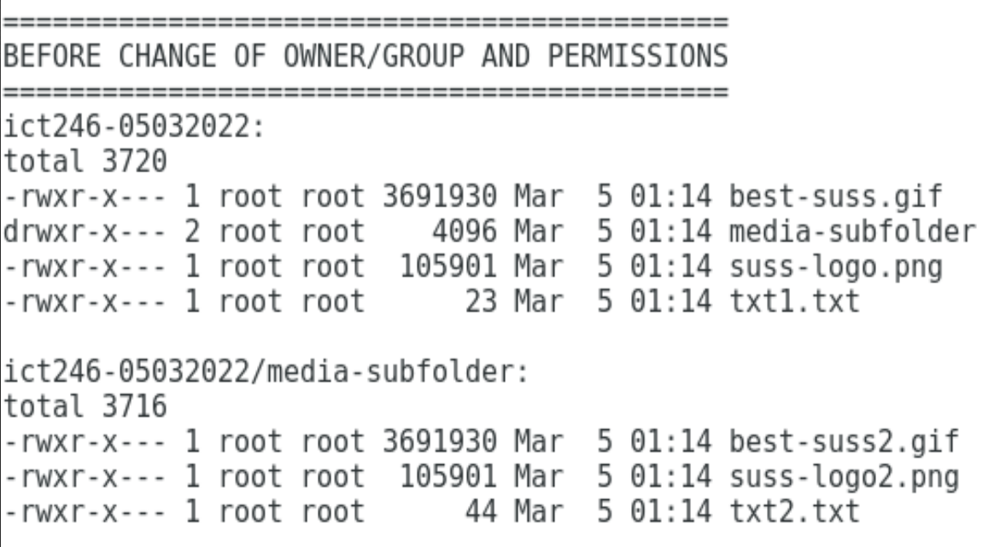 ============================================
BEFORE CHANGE OF OWNER/GROUP AND PERMISSIONS
============================================
ict246-05032022:
total 3720
-rwxr-x--- 1 root root 3691930 Mar  5 01:14 best-suss.gif
drwxr-x--- 2 root root    4096 Mar  5 01:14 media-subfolder
-rwxr-x--- 1 root root  105901 Mar  5 01:14 suss-logo.png
-rwxr-x--- 1 root root      23 Mar  5 01:14 txt1.txt

ict246-05032022/media-subfolder:
total 3716
-rwxr-x--- 1 root root 3691930 Mar  5 01:14 best-suss2.gif
-rwxr-x--- 1 root root  105901 Mar  5 01:14 suss-logo2.png
-rwxr-x--- 1 root root      44 Mar  5 01:14 txt2.txt